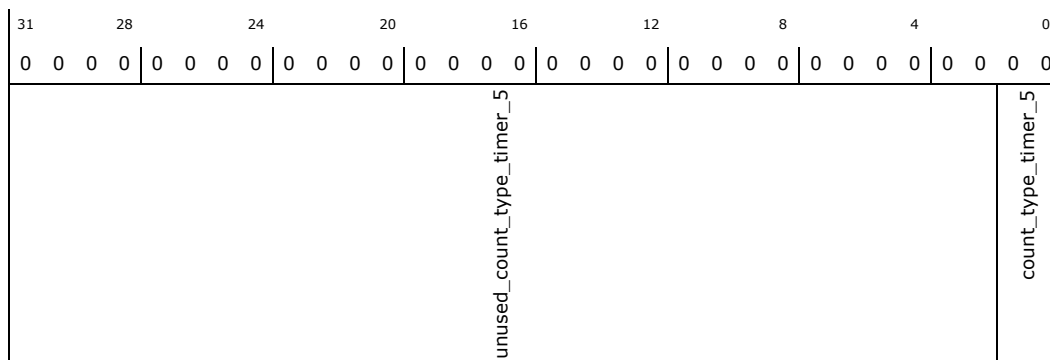 31 28 24 20 16 12 8 4 0
0 0 0 0 0 0 0 0 0 0 0 0 0 0 0 0 0 0 0 0 0 0 0 0 0 0 0 0 0 0 0 0
unused_count_type_timer_5
count_type_timer_5